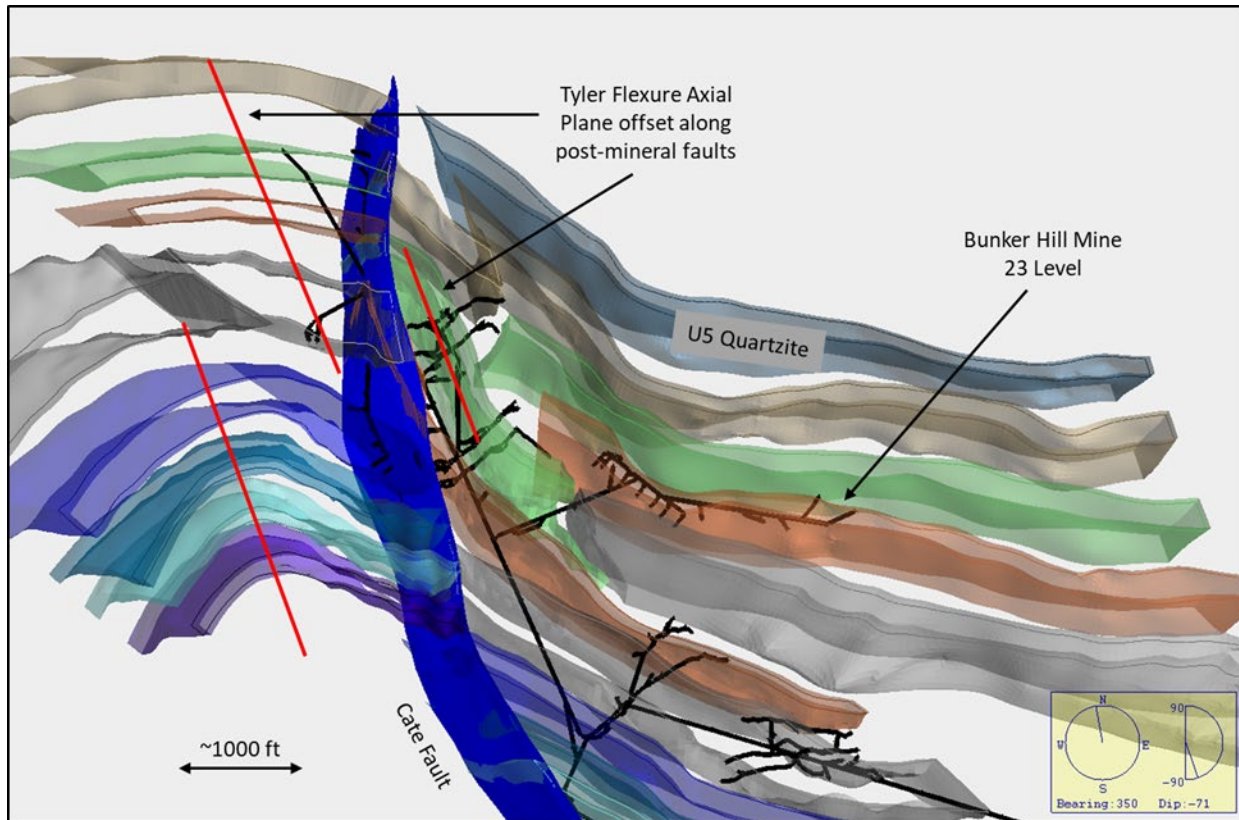 Tyler Flexure Axial
Plane offset along
post-mineral faults
Bunker Hill Mine
23 Level
U5 Quartzite
Cate Fault
~1000 ft
N
W
E
S
90
-90
Bearing:350 Dip:-71